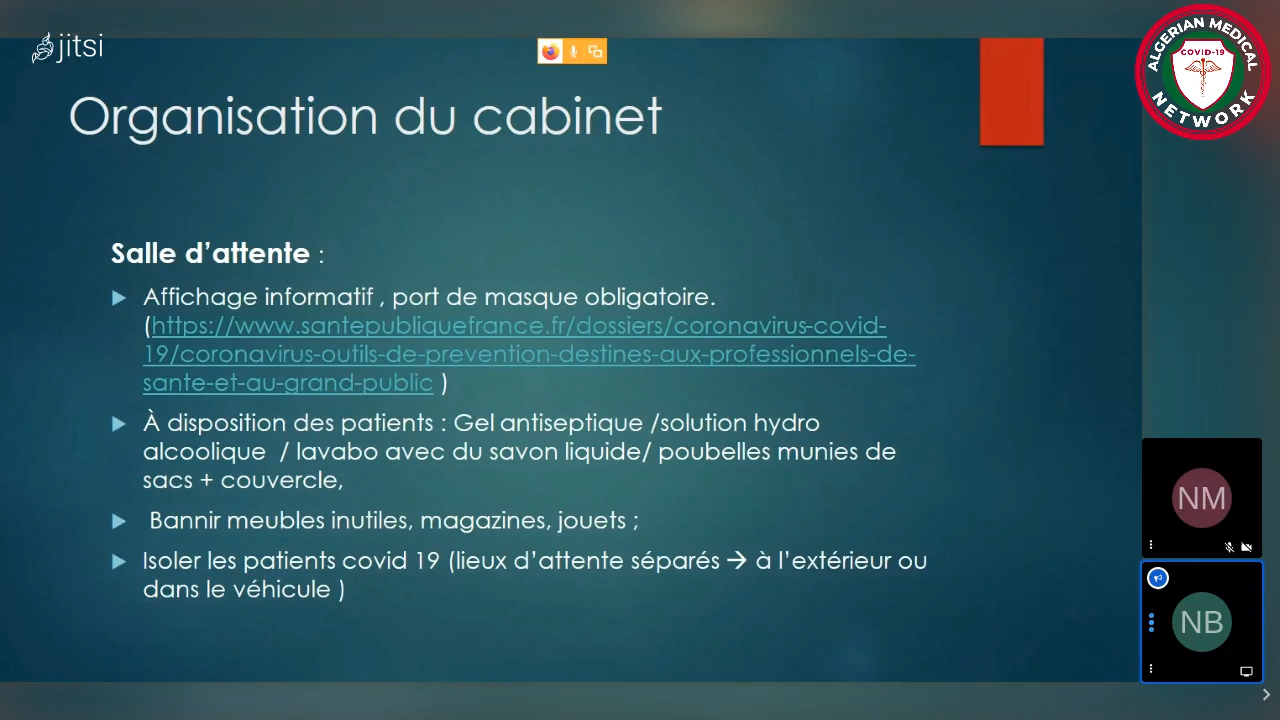 jitsi
ALGERIAN MEDICAL
COVID-19
NETWORK
Organisation du cabinet
Salle d'attente :
Affichage informatif , port de masque obligatoire.
(https://www.santepubliquefrance.fr/dossiers/coronavirus-covid-
19/coronavirus-outils-de-prevention-destines-aux-professionnels-de-
sante-et-au-grand-public )
À disposition des patients : Gel antiseptique /solution hydro
alcoolique / lavabo avec du savon liquide/ poubelles munies de
sacs + couvercle,
Bannir meubles inutiles, magazines, jouets ;
Isoler les patients covid 19 (lieux d'attente séparés → à l'extérieur ou
dans le véhicule )
NM
NB